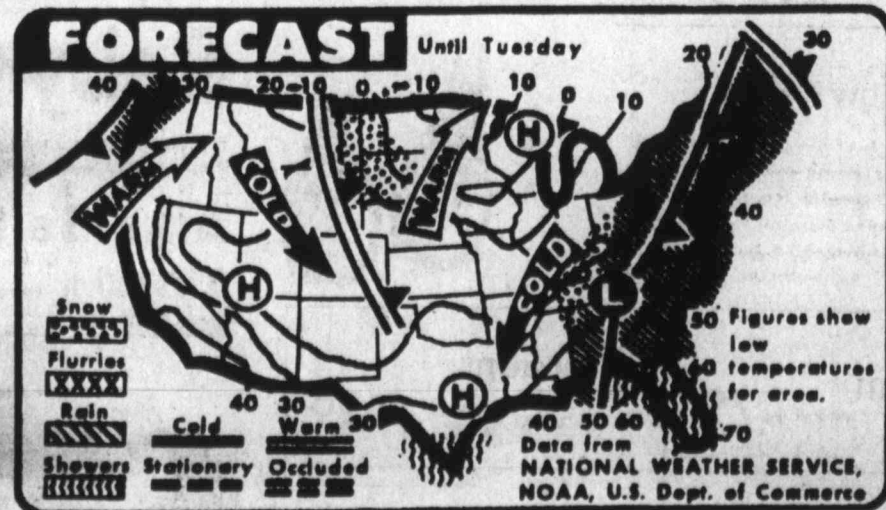 FORECAST Until Tuesday
40 30 20 10 0 -10 10 0 10 20 30
H
WARM COLD WARM
40
COLD
H L
Snow
50 Figures show
low
60 temperatures
for area.
Flurries
H
Rain
40 30 30 40 50 60 70
Cold Warm
Data from
Showers Stationary Occluded
NATIONAL WEATHER SERVICE,
NOAA, U.S. Dept. of Commerce